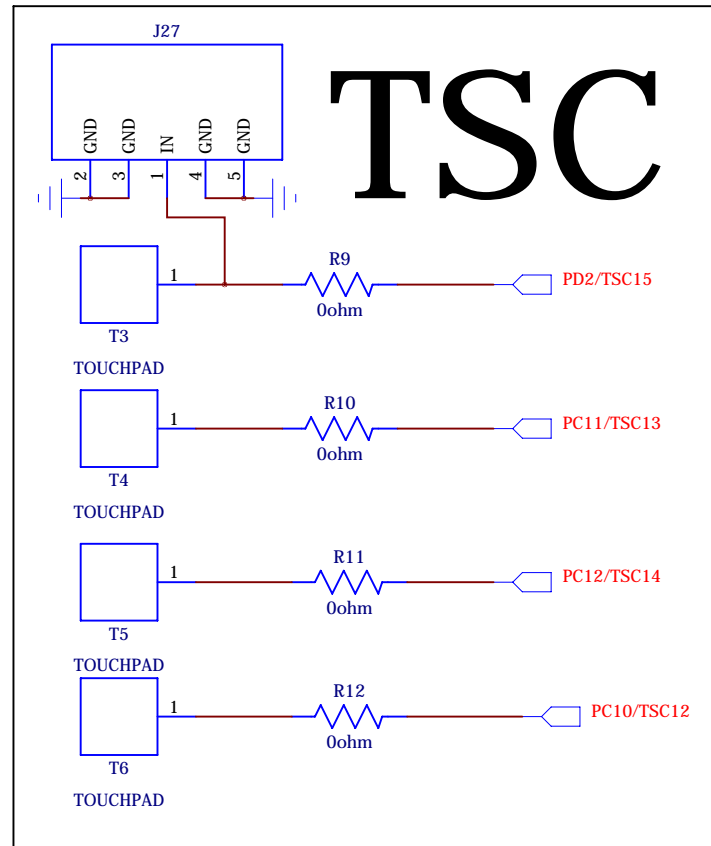 J27
TSC
GND
GND
IN
GND
GND
2
3
1
4
5
1
R9
PD2/TSC15
0ohm
T3
TOUCHPAD
1
R10
PC11/TSC13
0ohm
T4
TOUCHPAD
1
R11
PC12/TSC14
0ohm
T5
TOUCHPAD
1
R12
PC10/TSC12
0ohm
T6
TOUCHPAD